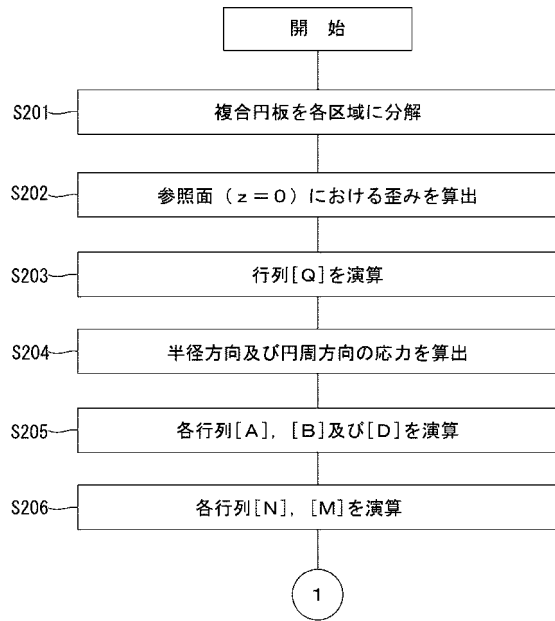 開 始
S201 複合円板を各区域に分解
S202 参照面（ｚ＝０）における歪みを算出
S203 行列[Q]を演算
S204 半径方向及び円周方向の応力を算出
S205 各行列[A]，[B]及び[D]を演算
S206 各行列[N]，[M]を演算
1